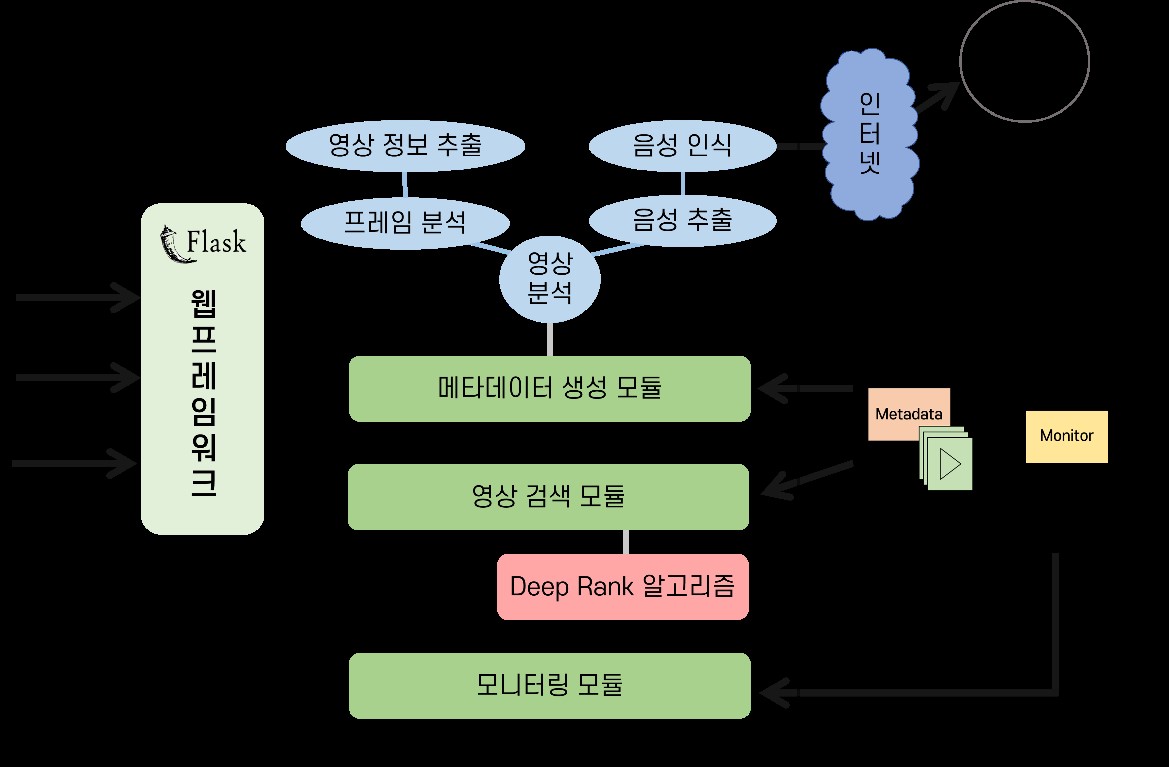 인터넷
영상 정보 추출
음성 인식
프레임 분석
음성 추출
Flask
웹프레임워크
영상
분석
메타데이터 생성 모듈
Metadata
Monitor
영상 검색 모듈
Deep Rank 알고리즘
모니터링 모듈